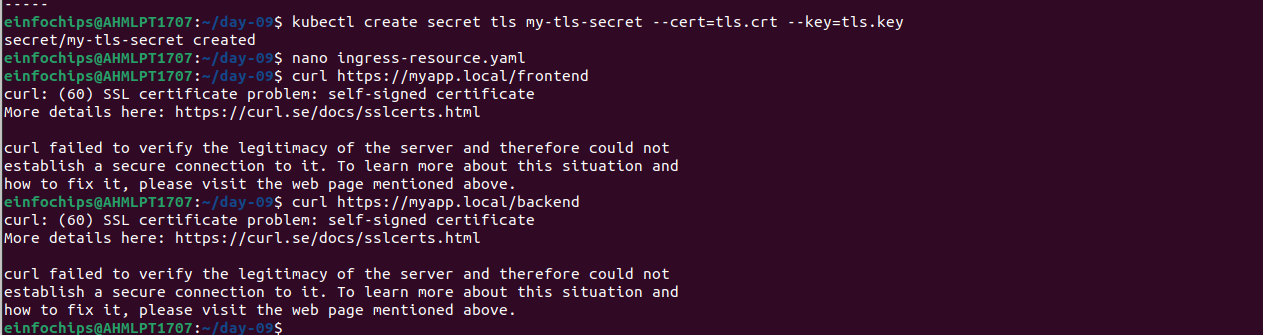 -----
einfochips@AHMLPT1707:~/day-09$ kubectl create secret tls my-tls-secret --cert=tls.crt --key=tls.key
secret/my-tls-secret created
einfochips@AHMLPT1707:~/day-09$ nano ingress-resource.yaml
einfochips@AHMLPT1707:~/day-09$ curl https://myapp.local/frontend
curl: (60) SSL certificate problem: self-signed certificate
More details here: https://curl.se/docs/sslcerts.html

curl failed to verify the legitimacy of the server and therefore could not
establish a secure connection to it. To learn more about this situation and
how to fix it, please visit the web page mentioned above.
einfochips@AHMLPT1707:~/day-09$ curl https://myapp.local/backend
curl: (60) SSL certificate problem: self-signed certificate
More details here: https://curl.se/docs/sslcerts.html

curl failed to verify the legitimacy of the server and therefore could not
establish a secure connection to it. To learn more about this situation and
how to fix it, please visit the web page mentioned above.
einfochips@AHMLPT1707:~/day-09$